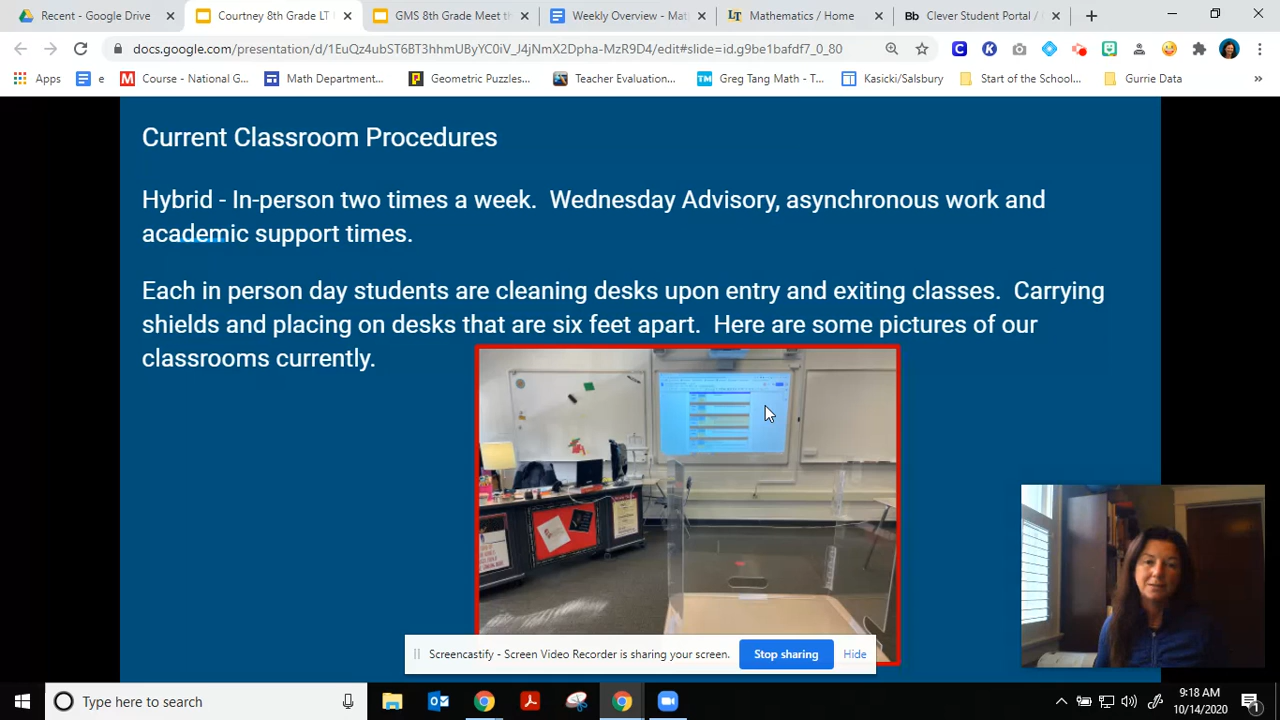 Recent - Google Drive
Courtney 8th Grade LT
GMS 8th Grade Meet th
Weekly Overview - Mat
Mathematics / Home
Clever Student Portal /
docs.google.com/presentation/d/1EuQz4ubST6BT3hhmUByYC0iV_J4jNmX2Dpha-MzR9D4/edit#slide=id.g9be1bafdf7_0_80
Apps
e
Course - National G...
Math Department...
Geometric Puzzles...
Teacher Evaluation...
Greg Tang Math - T...
Kasicki/Salsbury
Start of the School...
Gurrie Data
»
Current Classroom Procedures
Hybrid - In-person two times a week. Wednesday Advisory, asynchronous work and
academic support times.
Each in person day students are cleaning desks upon entry and exiting classes. Carrying
shields and placing on desks that are six feet apart. Here are some pictures of our
classrooms currently.
Screencastify - Screen Video Recorder is sharing your screen.
Stop sharing
Hide
Type here to search
9:18 AM
10/14/2020